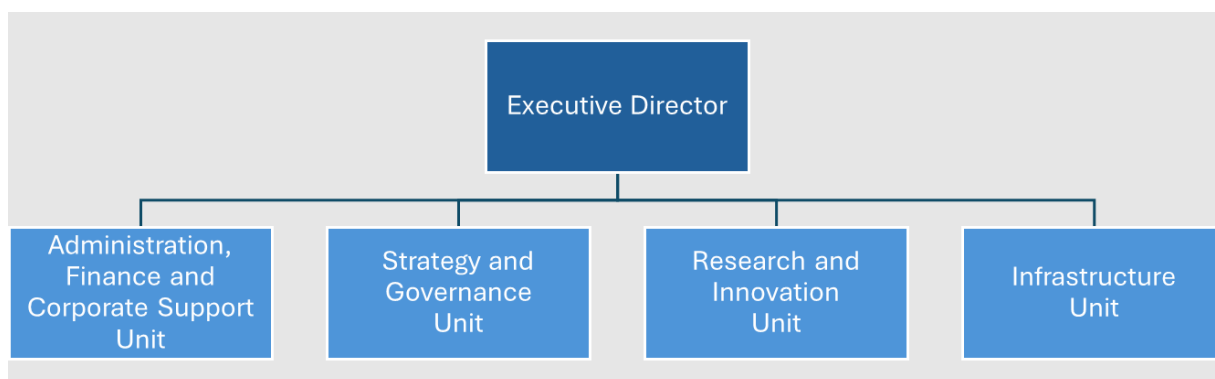 Executive Director
Administration,
Finance and
Corporate Support
Unit
Strategy and
Governance
Unit
Research and
Innovation
Unit
Infrastructure
Unit